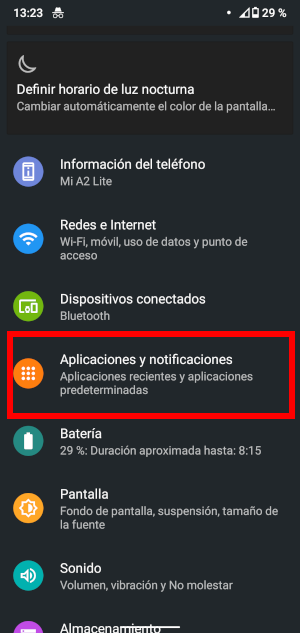 13:23
29 %
Definir horario de luz nocturna
Cambiar automáticamente el color de la pantalla...
Información del teléfono
Mi A2 Lite
Redes e Internet
Wi-Fi, móvil, uso de datos y punto de
acceso
Dispositivos conectados
Bluetooth
Aplicaciones y notificaciones
Aplicaciones recientes y aplicaciones
predeterminadas
Batería
29 %: Duración aproximada hasta: 8:15
Pantalla
Fondo de pantalla, suspensión, tamaño de
la fuente
Sonido
Volumen, vibración y No molestar
Almacenamiento